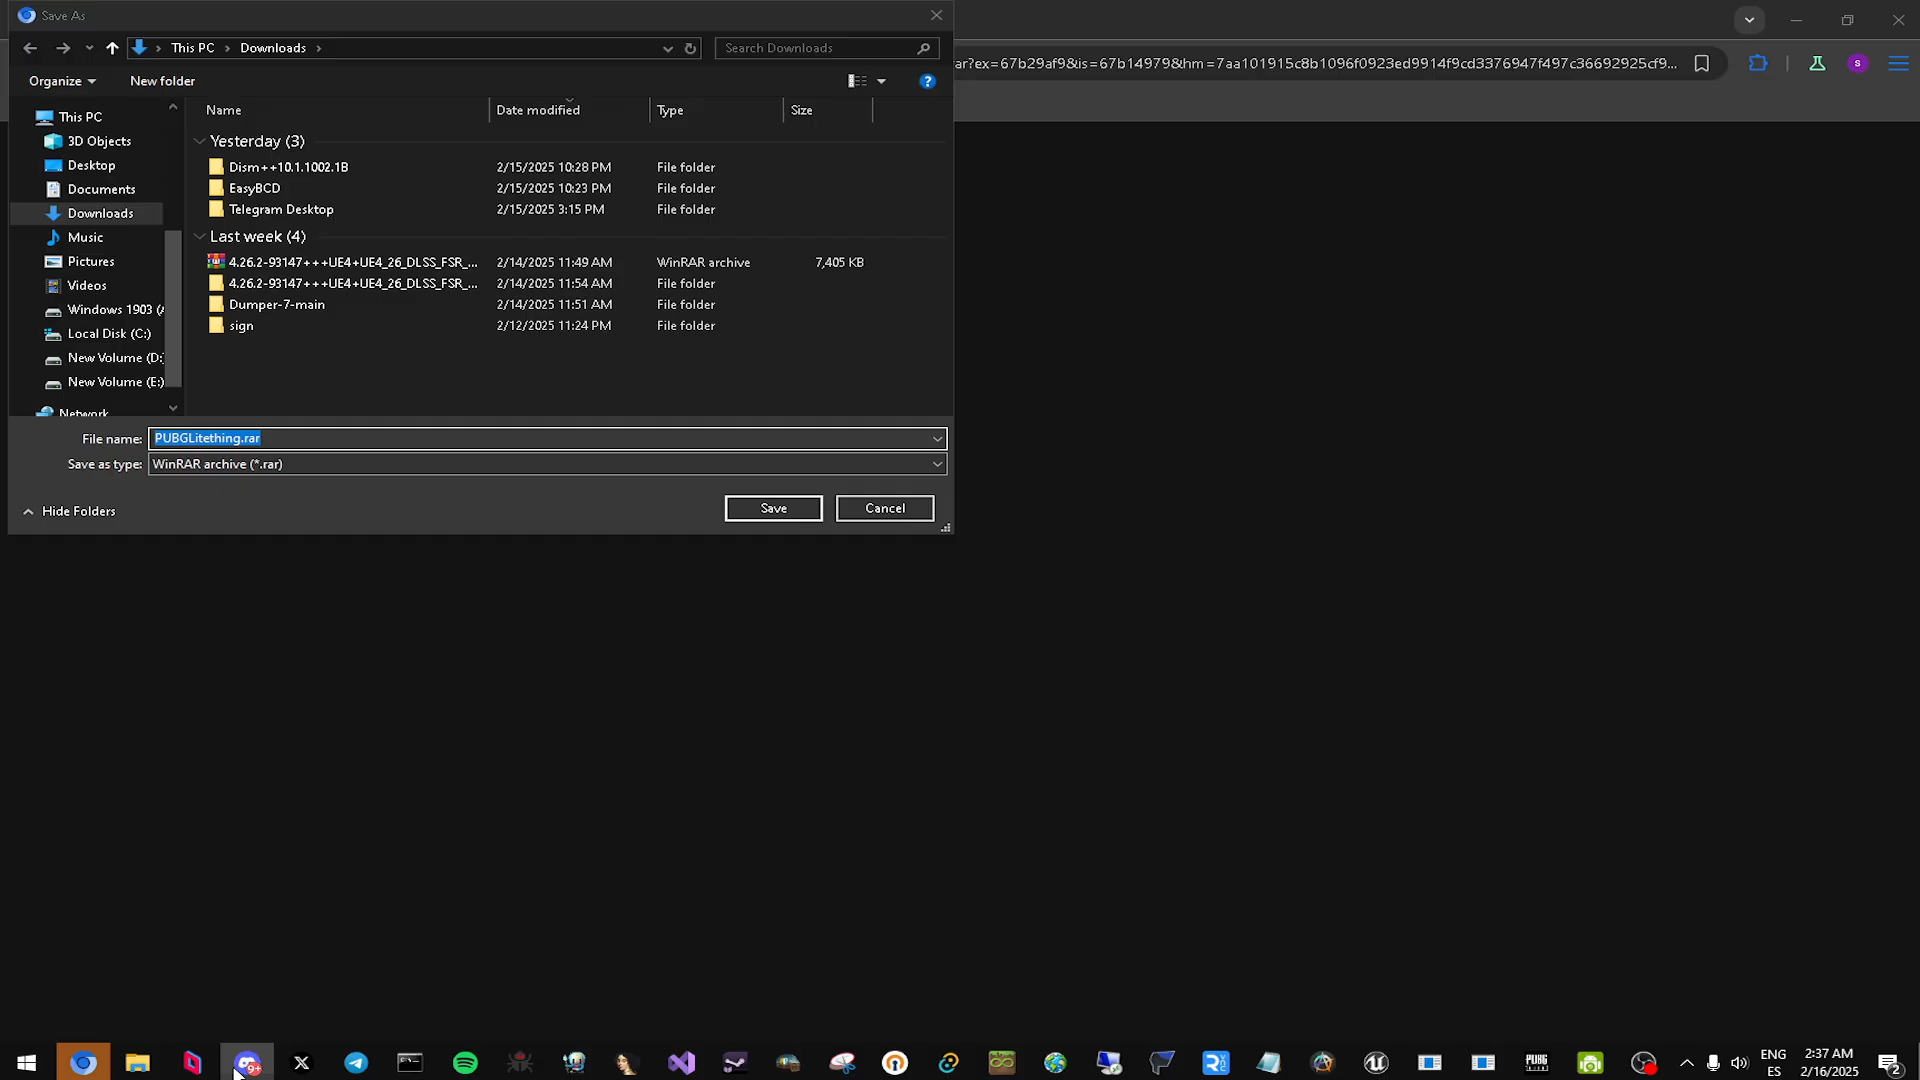 Save As
This PC
Downloads
Search Downloads
rar?ex=67b29af9&is=67b14979&hm=7aa101915c8b1096f0923ed9914f9cd3376947f497c36692925cf9...
Organize
New folder
This PC
3D Objects
Desktop
Documents
Downloads
Music
Pictures
Videos
Windows 1903 (A
Local Disk (C:)
New Volume (D:)
New Volume (E:)
Network
Name Date modified Type Size
Yesterday (3)
Dism++10.1.1002.1B 2/15/2025 10:28 PM File folder
EasyBCD 2/15/2025 10:23 PM File folder
Telegram Desktop 2/15/2025 3:15 PM File folder
Last week (4)
4.26.2-93147+++UE4+UE4_26_DLSS_FSR_... 2/14/2025 11:49 AM WinRAR archive 7,405 KB
4.26.2-93147+++UE4+UE4_26_DLSS_FSR_... 2/14/2025 11:54 AM File folder
Dumper-7-main 2/14/2025 11:51 AM File folder
sign 2/12/2025 11:24 PM File folder
File name: PUBGLitething.rar
Save as type: WinRAR archive (*.rar)
Hide Folders
Save
Cancel
9+
PUBG
ENG
ES
2:37 AM
2/16/2025
2